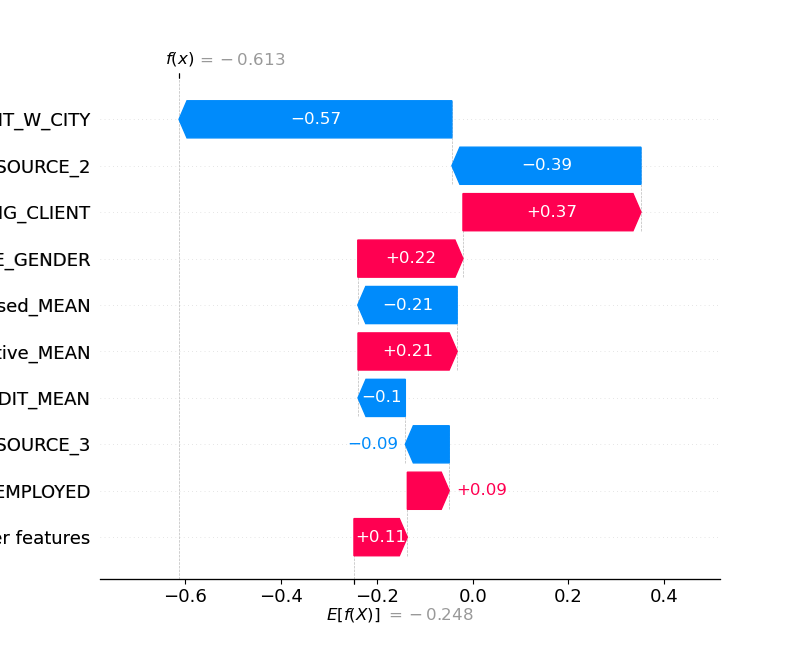 f(x) = −0.613
IT_W_CITY
−0.57
SOURCE_2
−0.39
IG_CLIENT
+0.37
E_GENDER
+0.22
sed_MEAN
−0.21
tive_MEAN
+0.21
DIT_MEAN
−0.1
SOURCE_3
−0.09
EMPLOYED
+0.09
er features
+0.11
−0.6 −0.4 −0.2 0.0 0.2 0.4
E[f(X)] = −0.248